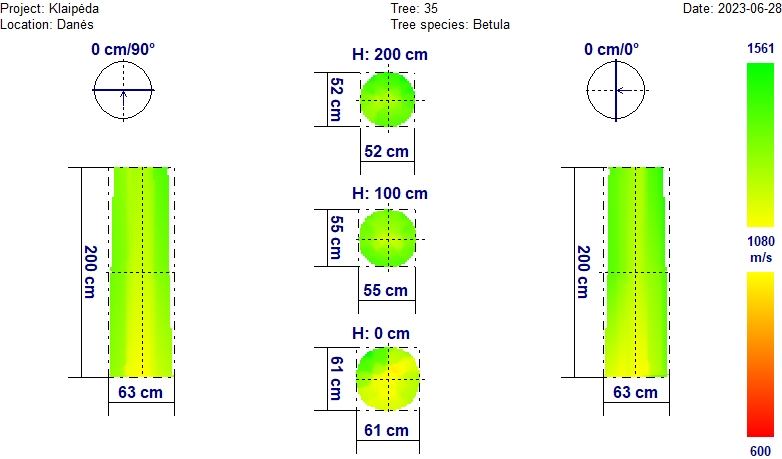 Project: Klaipėda
Tree: 35
Date: 2023-06-28
Location: Danės
Tree species: Betula
0 cm/90°
H: 200 cm
0 cm/0°
1561
52 cm
52 cm
H: 100 cm
55 cm
55 cm
200 cm
200 cm
1080
m/s
H: 0 cm
61 cm
61 cm
63 cm
63 cm
600